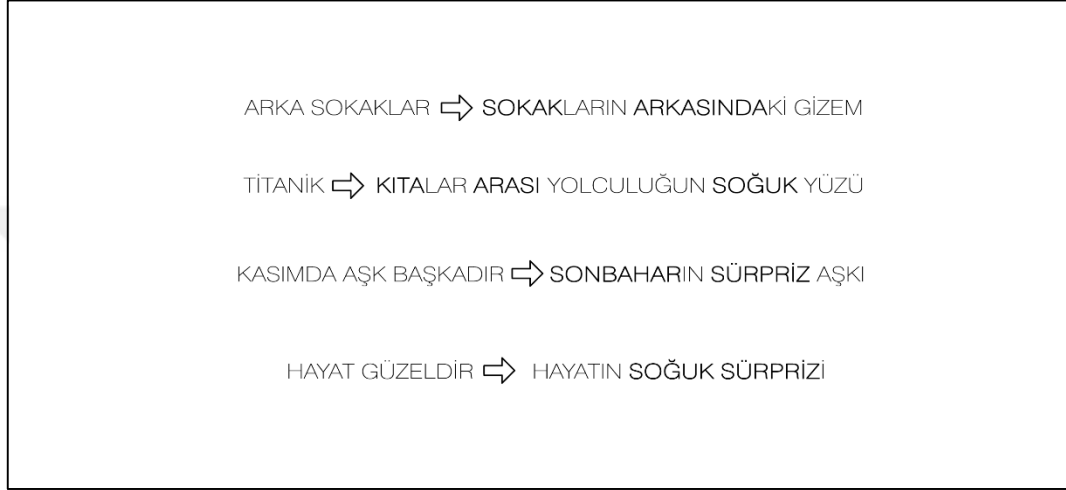 ARKA SOKAKLAR ⇨ SOKAKLARIN ARKASINDAKİ GİZEM
TİTANİK ⇨ KITALAR ARASI YOLCULUĞUN SOĞUK YÜZÜ
KASIMDA AŞK BAŞKADIR ⇨ SONBAHARIN SÜRPRİZ AŞKI
HAYAT GÜZELDİR ⇨ HAYATIN SOĞUK SÜRPRİZİ